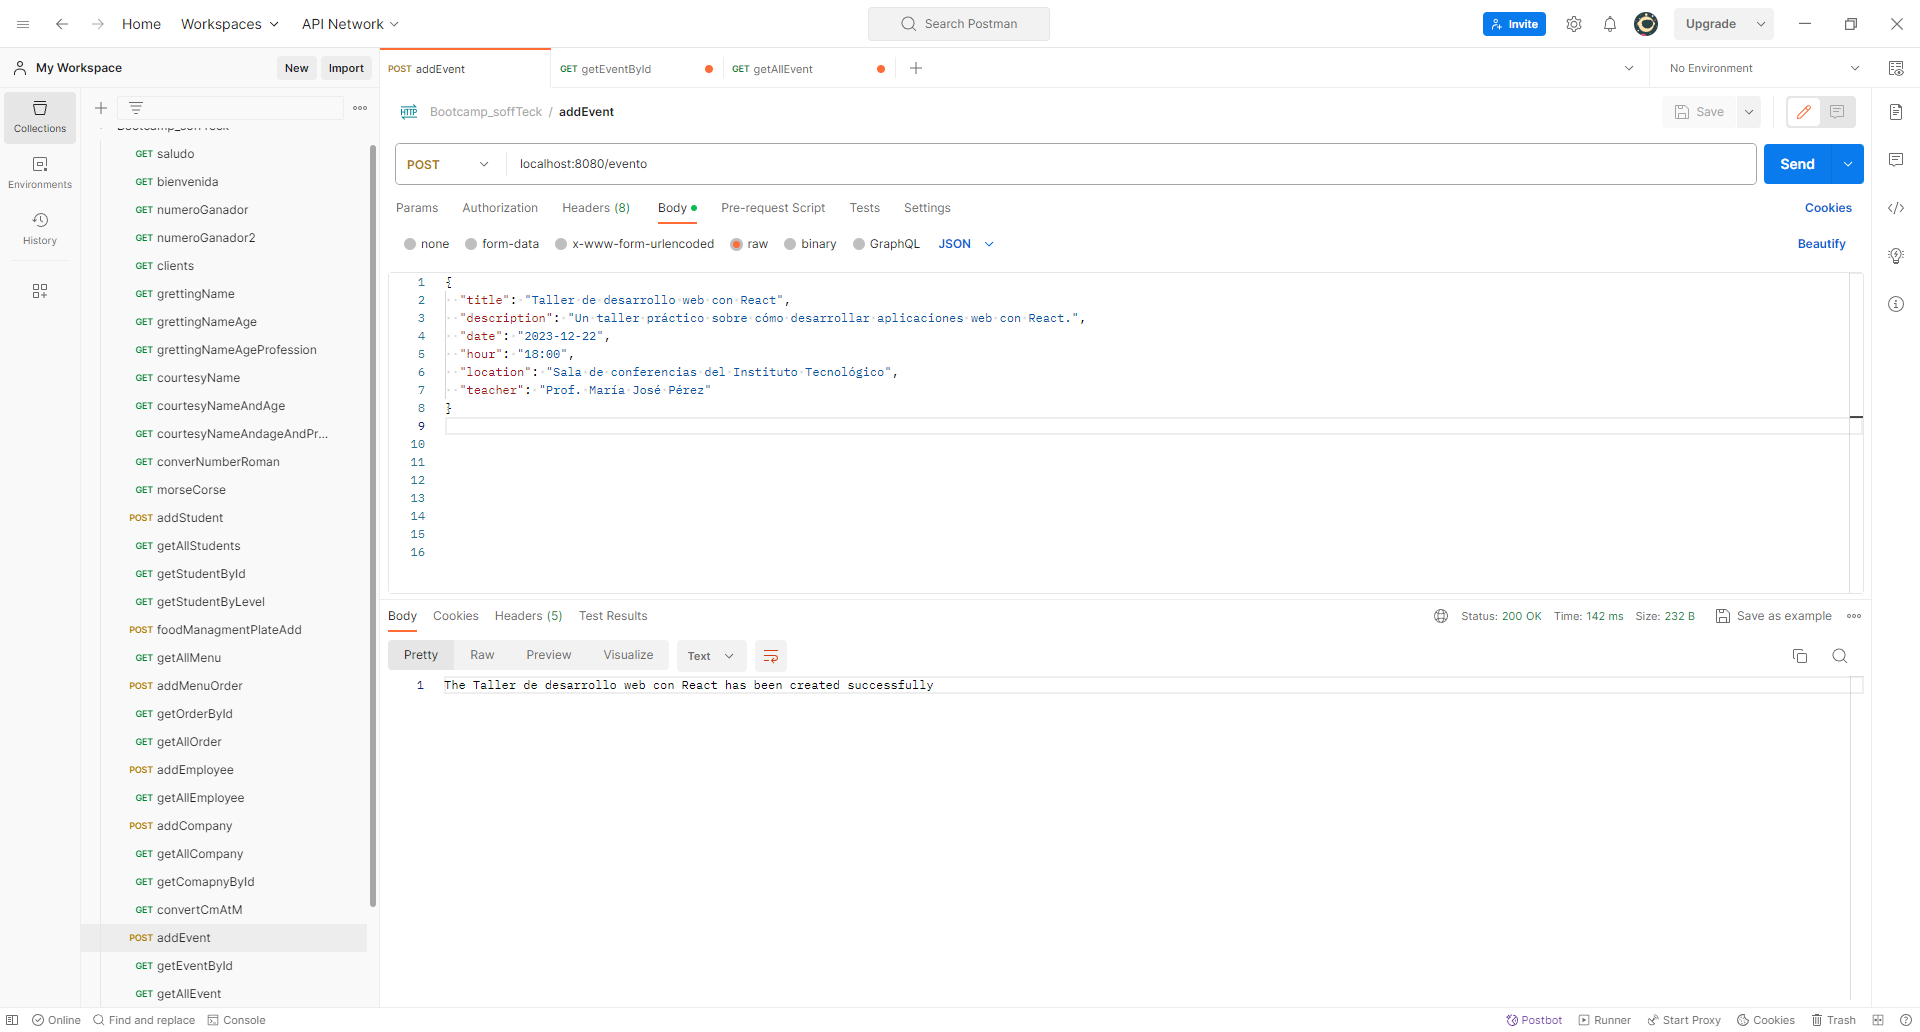 Home Workspaces API Network Search Postman Invite Upgrade
My Workspace New Import POST addEvent GET getEventById GET getAllEvent No Environment
Collections
Environments
History
Bootcamp_soffTeck
GET saludo
GET bienvenida
GET numeroGanador
GET numeroGanador2
GET clients
GET grettingName
GET grettingNameAge
GET grettingNameAgeProfession
GET courtesyName
GET courtesyNameAndAge
GET courtesyNameAndageAndPr...
GET converNumberRoman
GET morseCorse
POST addStudent
GET getAllStudents
GET getStudentById
GET getStudentByLevel
POST foodManagmentPlateAdd
GET getAllMenu
POST addMenuOrder
GET getOrderById
GET getAllOrder
POST addEmployee
GET getAllEmployee
POST addCompany
GET getAllCompany
GET getComapnyById
GET convertCmAtM
POST addEvent
GET getEventById
GET getAllEvent
HTTP Bootcamp_soffTeck / addEvent Save
POST localhost:8080/evento Send
Params Authorization Headers (8) Body Pre-request Script Tests Settings Cookies
none form-data x-www-form-urlencoded raw binary GraphQL JSON Beautify
1 {
2 "title": "Taller de desarrollo web con React",
3 "description": "Un taller práctico sobre cómo desarrollar aplicaciones web con React.",
4 "date": "2023-12-22",
5 "hour": "18:00",
6 "location": "Sala de conferencias del Instituto Tecnológico",
7 "teacher": "Prof. María José Pérez"
8 }
9
10
11
12
13
14
15
16
Body Cookies Headers (5) Test Results Status: 200 OK Time: 142 ms Size: 232 B Save as example
Pretty Raw Preview Visualize Text
1 The Taller de desarrollo web con React has been created successfully
Online Find and replace Console Postbot Runner Start Proxy Cookies Trash